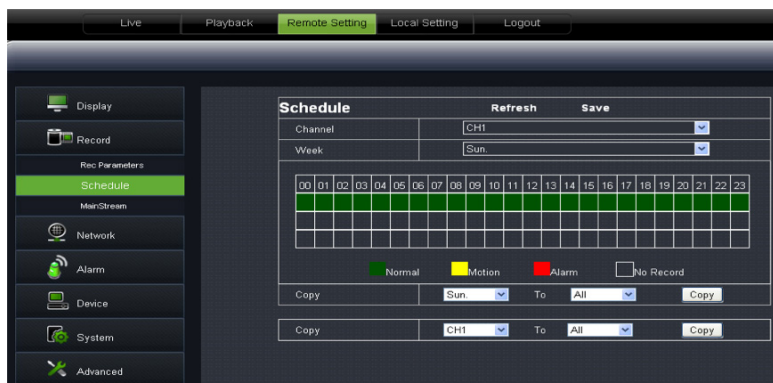 Live Playback Remote Setting Local Setting Logout
Display
Record
Rec Parameters
Schedule
MainStream
Network
Alarm
Device
System
Advanced
Schedule Refresh Save
Channel CH1
Week Sun.
00 01 02 03 04 05 06 07 08 09 10 11 12 13 14 15 16 17 18 19 20 21 22 23
Normal Motion Alarm No Record
Copy Sun. To All Copy
Copy CH1 To All Copy